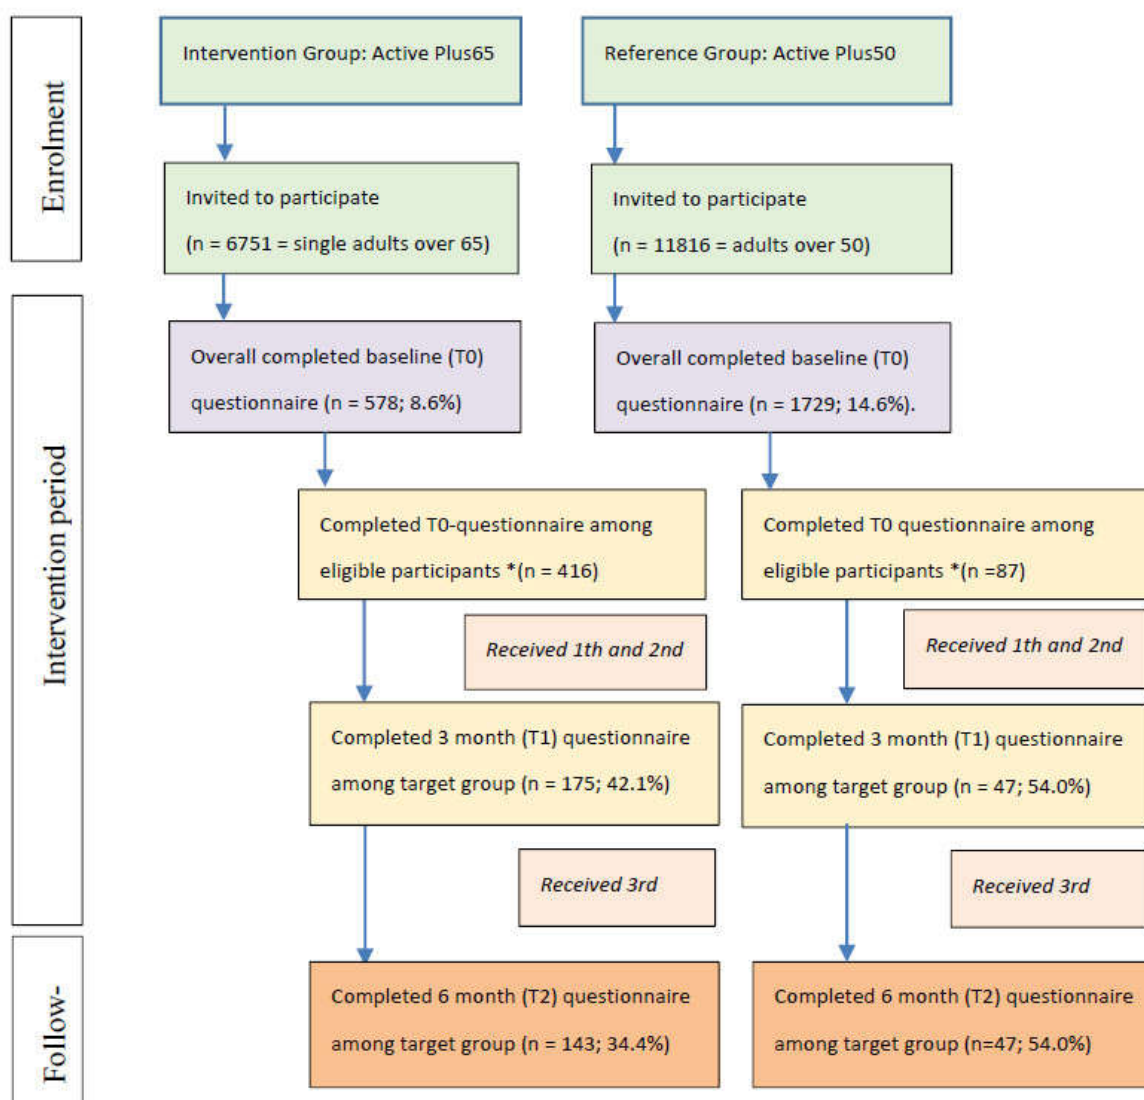 Enrolment
Intervention Group: Active Plus65
Reference Group: Active Plus50
Invited to participate
(n = 6751 = single adults over 65)
Invited to participate
(n = 11816 = adults over 50)
Intervention period
Overall completed baseline (T0)
questionnaire (n = 578; 8.6%)
Overall completed baseline (T0)
questionnaire (n = 1729; 14.6%).
Completed T0-questionnaire among
eligible participants *(n = 416)
Completed T0 questionnaire among
eligible participants *(n =87)
Received 1th and 2nd
Received 1th and 2nd
Completed 3 month (T1) questionnaire
among target group (n = 175; 42.1%)
Completed 3 month (T1) questionnaire
among target group (n = 47; 54.0%)
Received 3rd
Received 3rd
Follow-
Completed 6 month (T2) questionnaire
among target group (n = 143; 34.4%)
Completed 6 month (T2) questionnaire
among target group (n=47; 54.0%)